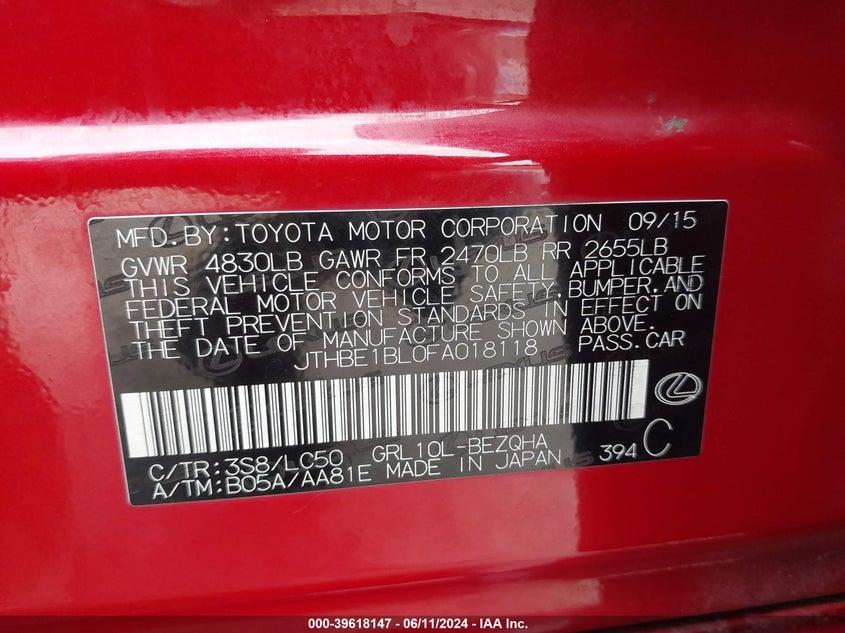 MFD.BY:TOYOTA MOTOR CORPORATION 09/15
GVWR 4830LB GAWR FR 2470LB RR 2655LB
THIS VEHICLE CONFORMS TO ALL APPLICABLE
FEDERAL MOTOR VEHICLE SAFETY,BUMPER,AND
THEFT PREVENTION STANDARDS IN EFFECT ON
THE DATE OF MANUFACTURE SHOWN ABOVE.
JTHBE1BL0FA018118 PASS.CAR
C/TR:3S8/LC50 GRL10L-BEZQHA
A/TM:B05A/AA81E MADE IN JAPAN 394 C
000-39618147 - 06/11/2024 - IAA Inc.